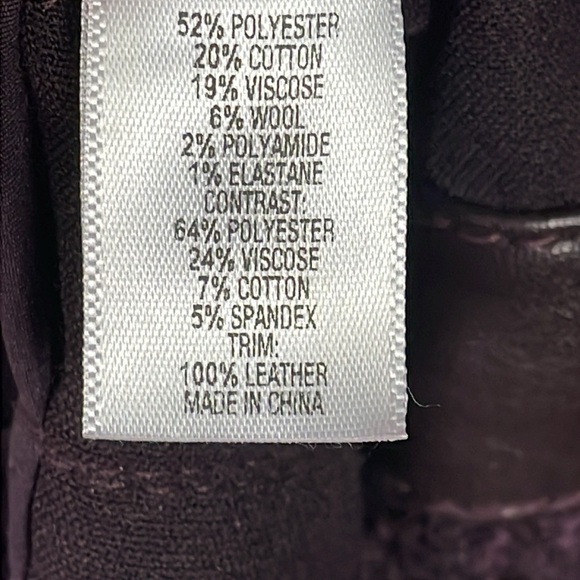 52% POLYESTER
20% COTTON
19% VISCOSE
6% WOOL
2% POLYAMIDE
1% ELASTANE
CONTRAST:
64% POLYESTER
24% VISCOSE
7% COTTON
5% SPANDEX
TRIM:
100% LEATHER
MADE IN CHINA